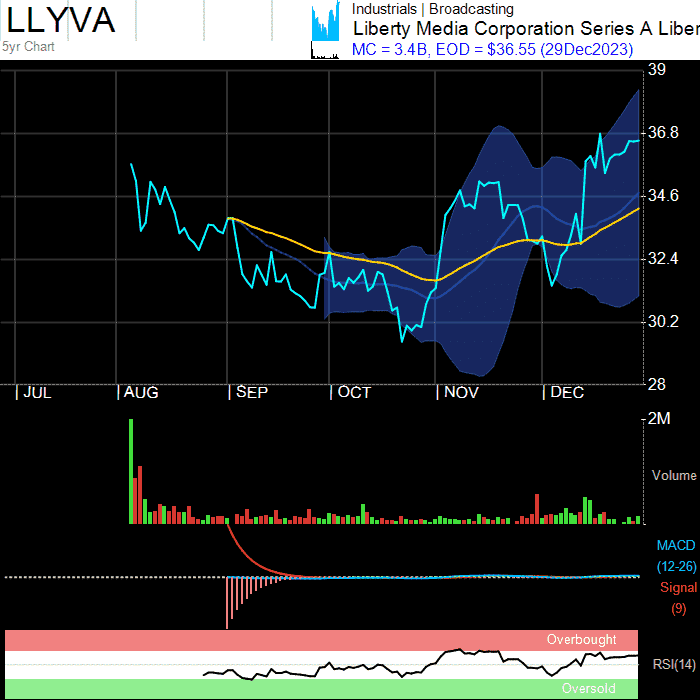 LLYVA
5yr Chart
Industrials | Broadcasting
Liberty Media Corporation Series A Liber
MC = 3.4B, EOD = $36.55 (29Dec2023)
39
36.8
34.6
32.4
30.2
28
| JUL | AUG | SEP | OCT | NOV | DEC
2M
Volume
MACD
(12-26)
Signal
(9)
Overbought
RSI(14)
Oversold